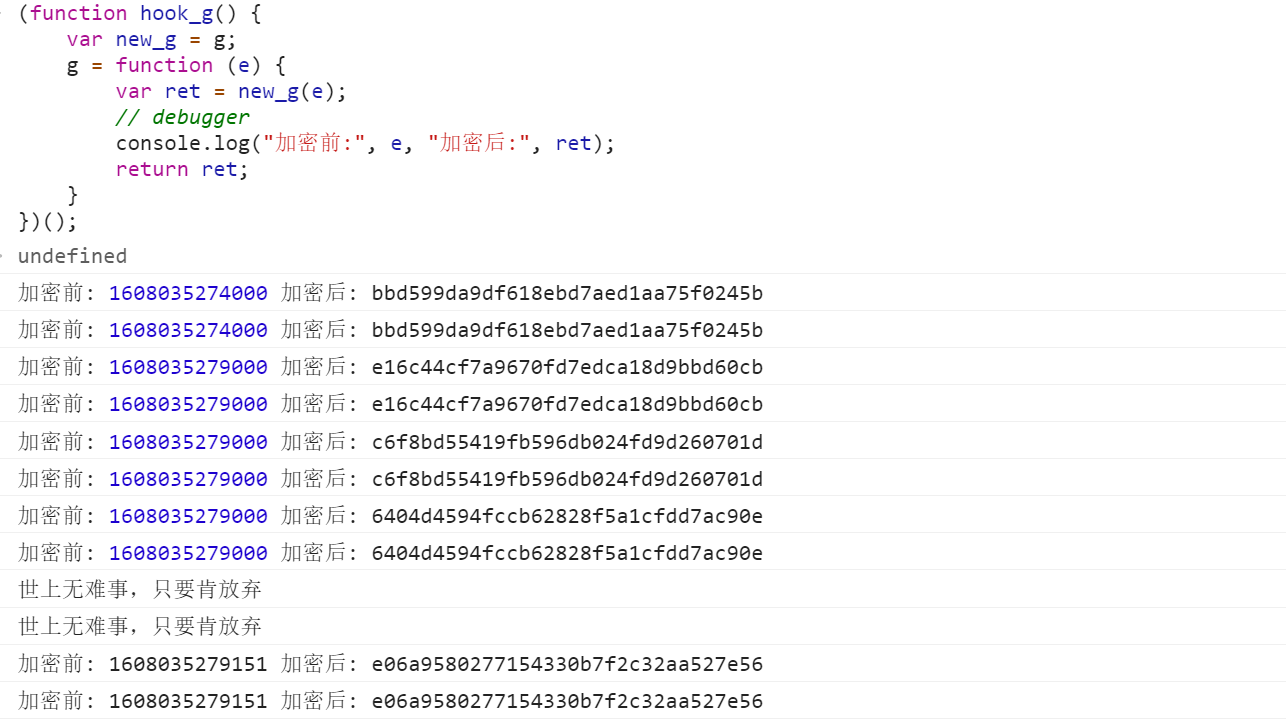 (function hook_g() {
    var new_g = g;
    g = function (e) {
        var ret = new_g(e);
        // debugger
        console.log("加密前:", e, "加密后:", ret);
        return ret;
    }
})();
undefined
加密前: 1608035274000 加密后: bbd599da9df618ebd7aed1aa75f0245b
加密前: 1608035274000 加密后: bbd599da9df618ebd7aed1aa75f0245b
加密前: 1608035279000 加密后: e16c44cf7a9670fd7edca18d9bbd60cb
加密前: 1608035279000 加密后: e16c44cf7a9670fd7edca18d9bbd60cb
加密前: 1608035279000 加密后: c6f8bd55419fb596db024fd9d260701d
加密前: 1608035279000 加密后: c6f8bd55419fb596db024fd9d260701d
加密前: 1608035279000 加密后: 6404d4594fccb62828f5a1cfdd7ac90e
加密前: 1608035279000 加密后: 6404d4594fccb62828f5a1cfdd7ac90e
世上无难事，只要肯放弃
世上无难事，只要肯放弃
加密前: 1608035279151 加密后: e06a9580277154330b7f2c32aa527e56
加密前: 1608035279151 加密后: e06a9580277154330b7f2c32aa527e56